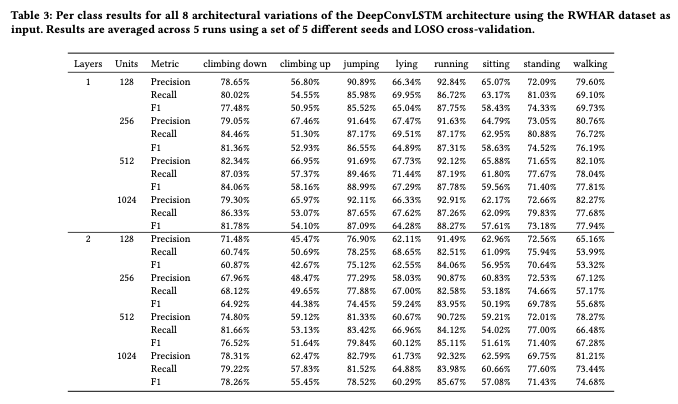 Table 3: Per class results for all 8 architectural variations of the DeepConvLSTM architecture using the RWHAR dataset as
input. Results are averaged across 5 runs using a set of 5 different seeds and LOSO cross-validation.
Layers Units Metric climbing down climbing up jumping lying running sitting standing walking
1 128 Precision 78.65% 56.80% 90.89% 66.34% 92.84% 65.07% 72.09% 79.60%
Recall 80.02% 54.55% 85.98% 69.95% 86.72% 63.17% 81.03% 69.10%
F1 77.48% 50.95% 85.52% 65.04% 87.75% 58.43% 74.33% 69.73%
256 Precision 79.05% 67.46% 91.64% 67.47% 91.63% 64.79% 73.05% 80.76%
Recall 84.46% 51.30% 87.17% 69.51% 87.17% 62.95% 80.88% 76.72%
F1 81.36% 52.93% 86.55% 64.89% 87.31% 58.63% 74.52% 76.19%
512 Precision 82.34% 66.95% 91.69% 67.73% 92.12% 65.88% 71.65% 82.10%
Recall 87.03% 57.37% 89.46% 71.44% 87.19% 61.80% 77.67% 78.04%
F1 84.06% 58.16% 88.99% 67.29% 87.78% 59.56% 71.40% 77.81%
1024 Precision 79.30% 65.97% 92.11% 66.33% 92.91% 62.17% 72.66% 82.27%
Recall 86.33% 53.07% 87.65% 67.62% 87.26% 62.09% 79.83% 77.68%
F1 81.78% 54.10% 87.09% 64.28% 88.27% 57.61% 73.18% 77.94%
2 128 Precision 71.48% 45.47% 76.90% 62.11% 91.49% 62.96% 72.56% 65.16%
Recall 60.74% 50.69% 78.25% 68.65% 82.51% 61.09% 75.94% 53.99%
F1 60.87% 42.67% 75.12% 62.55% 84.06% 56.95% 70.64% 53.32%
256 Precision 67.96% 48.47% 77.29% 58.03% 90.87% 60.83% 72.53% 67.12%
Recall 68.12% 49.65% 77.88% 67.00% 82.58% 53.18% 74.66% 57.17%
F1 64.92% 44.38% 74.45% 59.24% 83.95% 50.19% 69.78% 55.68%
512 Precision 74.80% 59.12% 81.33% 60.67% 90.72% 59.21% 72.01% 78.27%
Recall 81.66% 53.13% 83.42% 66.96% 84.12% 54.02% 77.00% 66.48%
F1 76.52% 51.64% 79.84% 60.12% 85.11% 51.61% 71.40% 67.28%
1024 Precision 78.31% 62.47% 82.79% 61.73% 92.32% 62.59% 69.75% 81.21%
Recall 79.22% 57.83% 81.52% 64.88% 83.98% 60.66% 77.60% 73.44%
F1 78.26% 55.45% 78.52% 60.29% 85.67% 57.08% 71.43% 74.68%